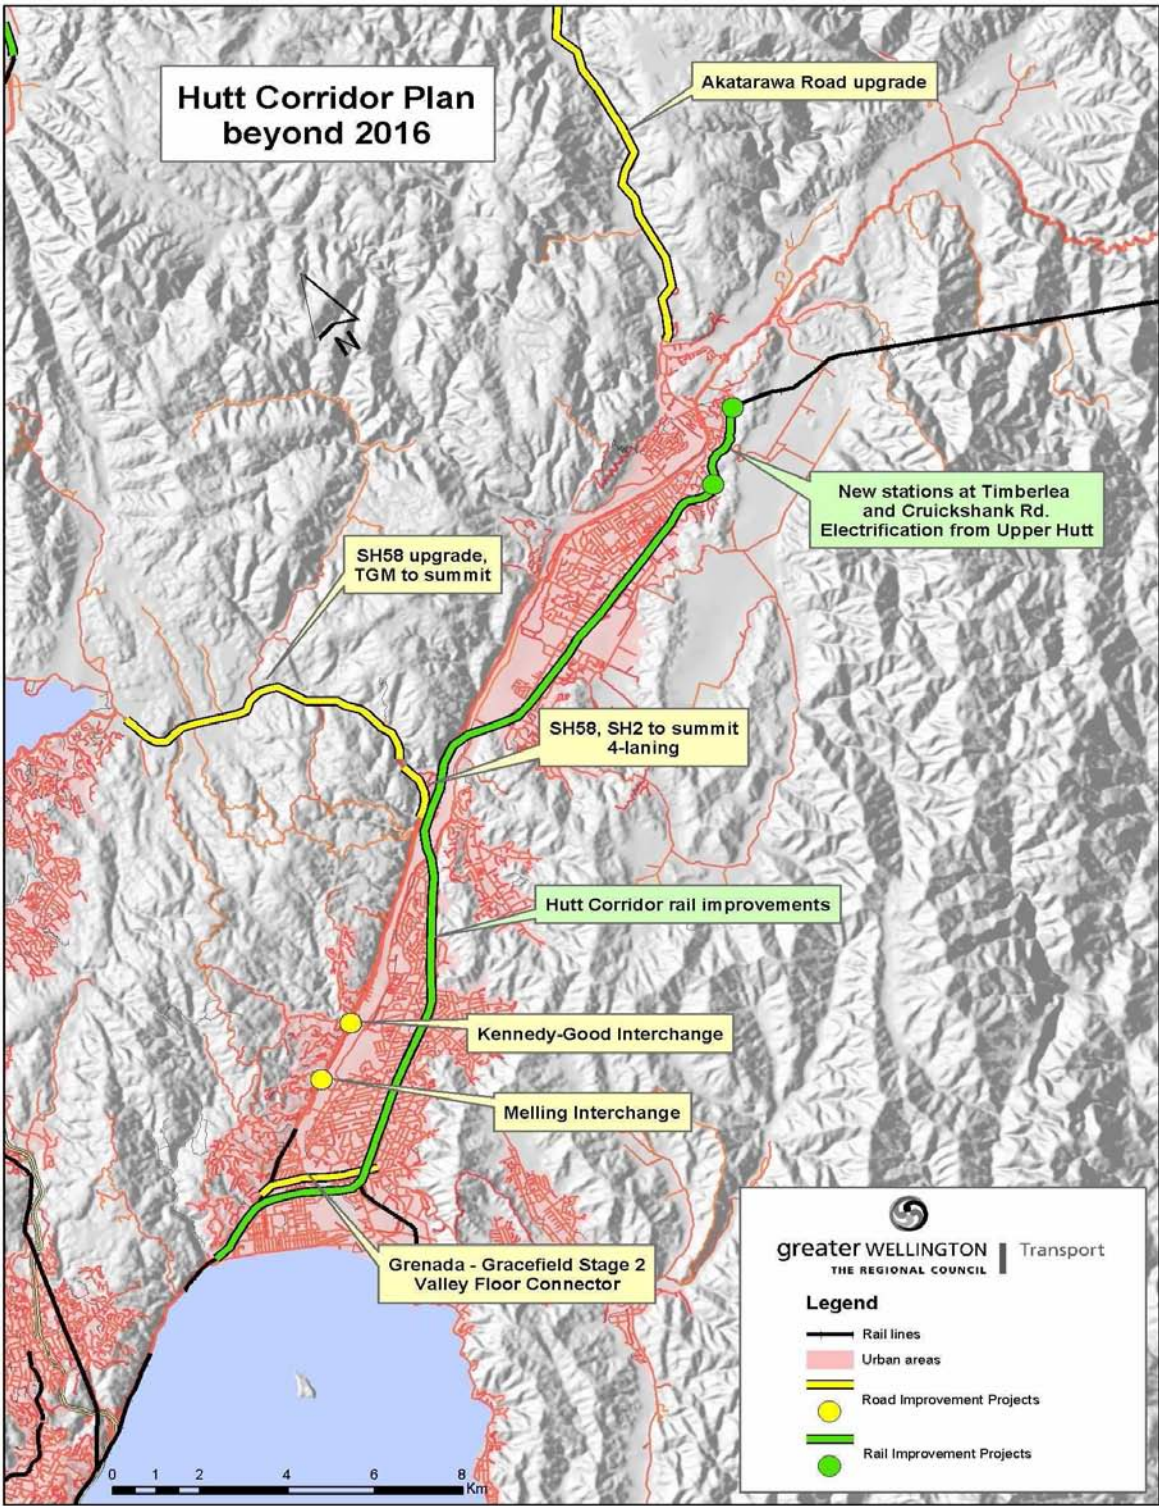 Hutt Corridor Plan
beyond 2016
Akatarawa Road upgrade
N
New stations at Timberlea
and Cruickshank Rd.
Electrification from Upper Hutt
SH58 upgrade,
TGM to summit
SH58, SH2 to summit
4-laning
Hutt Corridor rail improvements
Kennedy-Good Interchange
Melling Interchange
Grenada - Gracefield Stage 2
Valley Floor Connector
greater WELLINGTON
THE REGIONAL COUNCIL
Transport
Legend
Rail lines
Urban areas
Road Improvement Projects
Rail Improvement Projects
0 1 2 4 6 8
Km